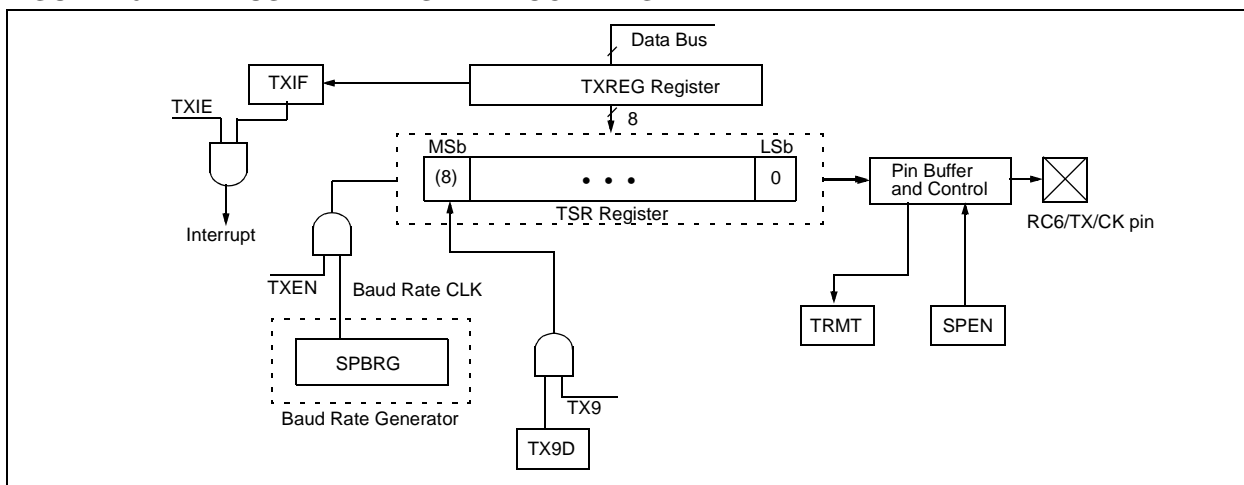 Data Bus
TXIF
TXREG Register
TXIE
8
MSb
LSb
(8)
• • •
0
Pin Buffer
and Control
TSR Register
Interrupt
RC6/TX/CK pin
TXEN
Baud Rate CLK
TRMT
SPEN
SPBRG
TX9
Baud Rate Generator
TX9D